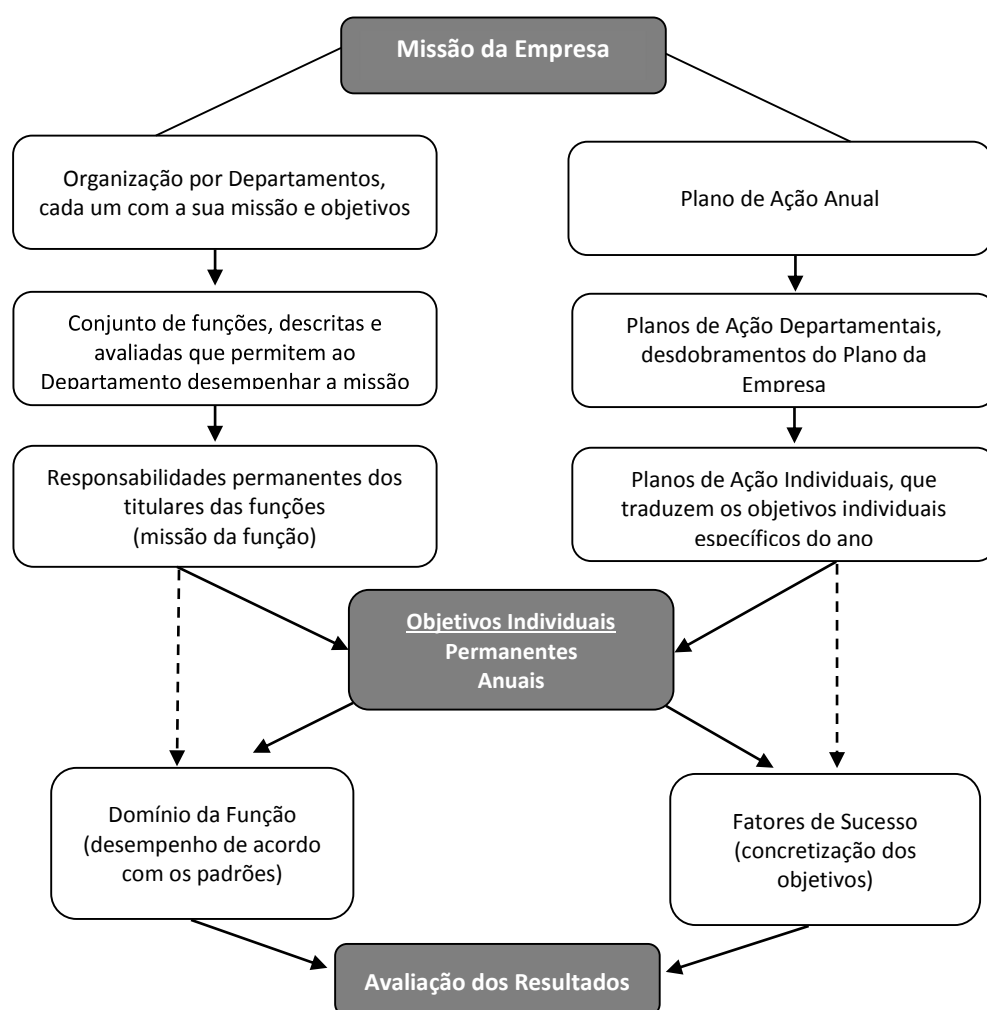 Missão da Empresa
Organização por Departamentos,
cada um com a sua missão e objetivos
Plano de Ação Anual
Conjunto de funções, descritas e
avaliadas que permitem ao
Departamento desempenhar a missão
Planos de Ação Departamentais,
desdobramentos do Plano da
Empresa
Responsabilidades permanentes dos
titulares das funções
(missão da função)
Planos de Ação Individuais, que
traduzem os objetivos individuais
específicos do ano
Objetivos Individuais
Permanentes
Anuais
Domínio da Função
(desempenho de acordo
com os padrões)
Fatores de Sucesso
(concretização dos
objetivos)
Avaliação dos Resultados